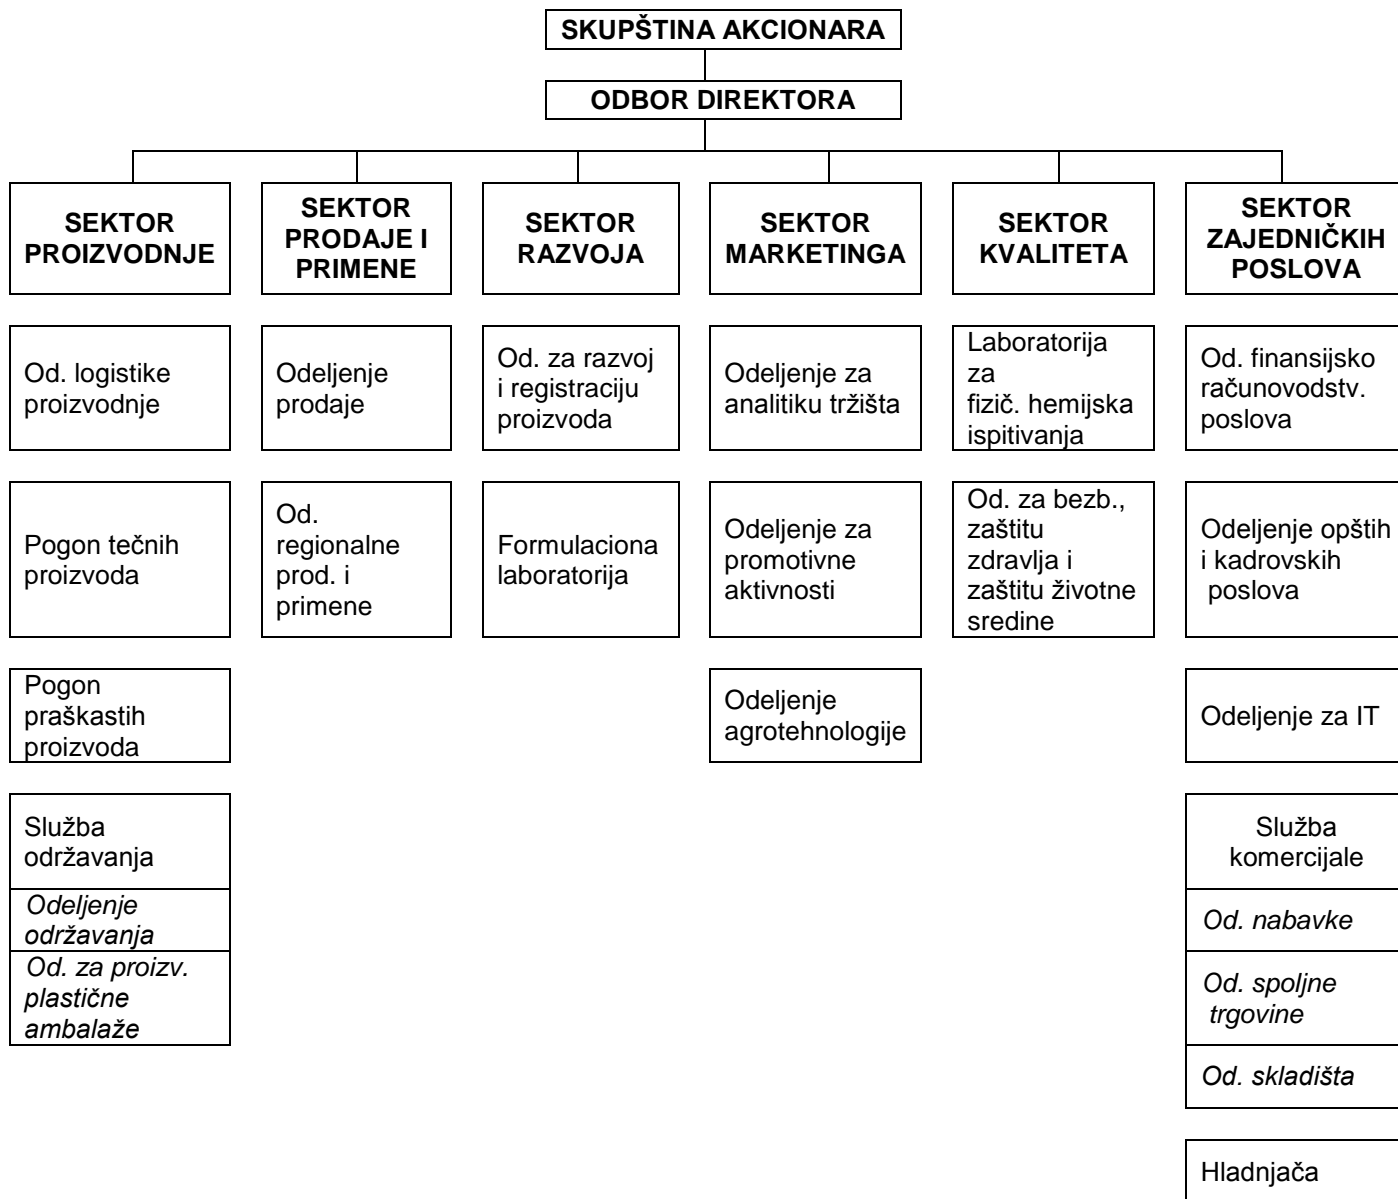 SKUPŠTINA AKCIONARA
ODBOR DIREKTORA
SEKTOR
PROIZVODNJE
SEKTOR
PRODAJE I
PRIMENE
SEKTOR
RAZVOJA
SEKTOR
MARKETINGA
SEKTOR
KVALITETA
SEKTOR
ZAJEDNIČKIH
POSLOVA
Od. logistike
proizvodnje
Odeljenje
prodaje
Od. za razvoj
i registraciju
proizvoda
Odeljenje za
analitiku tržišta
Laboratorija
za
fizič. hemijska
ispitivanja
Od. finansijsko
računovodstv.
poslova
Pogon tečnih
proizvoda
Od.
regionalne
prod. i
primene
Formulaciona
laboratorija
Odeljenje za
promotivne
aktivnosti
Od. za bezb.,
zaštitu
zdravlja i
zaštitu životne
sredine
Odeljenje opštih
i kadrovskih
poslova
Pogon
praškastih
proizvoda
Odeljenje
agrotehnologije
Odeljenje za IT
Služba
održavanja
Odeljenje
održavanja
Od. za proizv.
plastične
ambalaže
Služba
komercijale
Od. nabavke
Od. spoljne
trgovine
Od. skladišta
Hladnjača